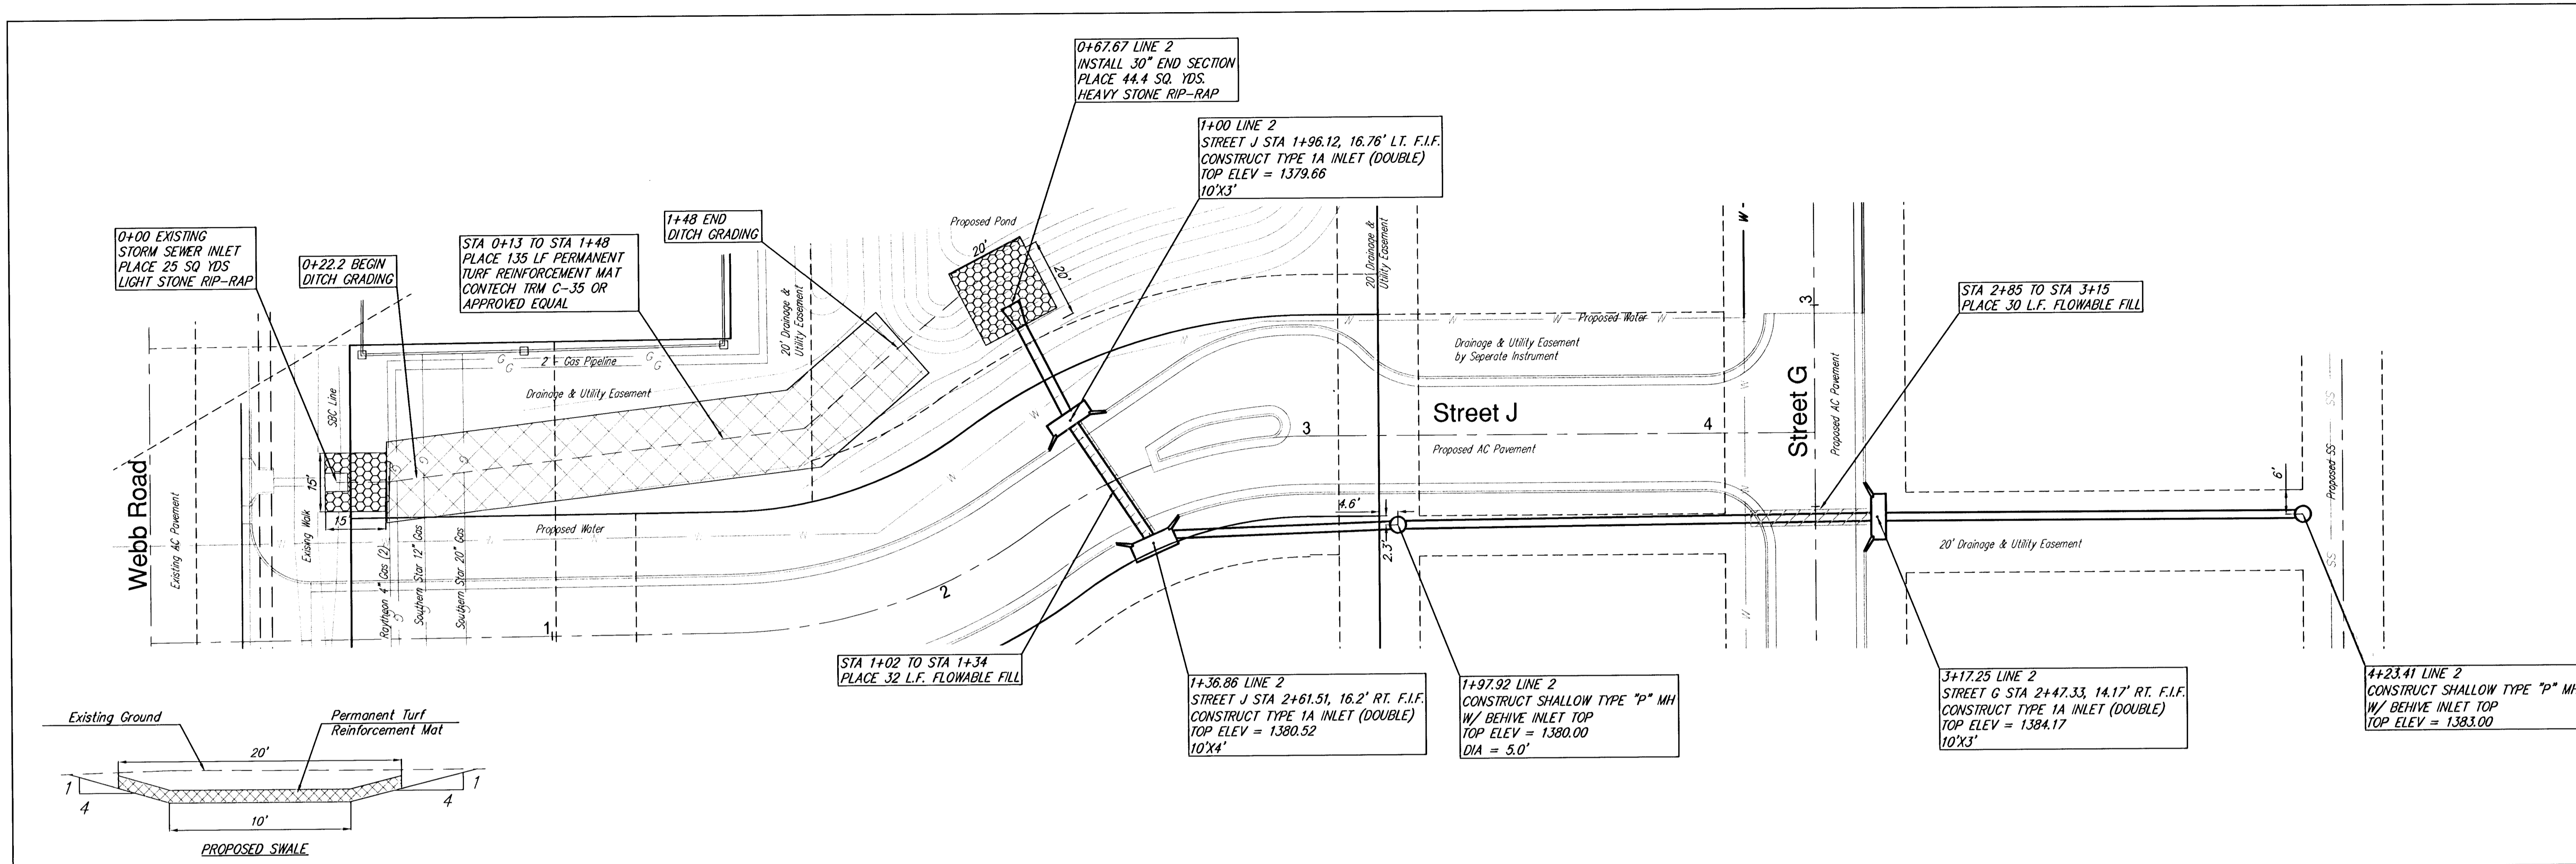 0+67.67 LINE 2
INSTALL 30" END SECTION
PLACE 44.4 SQ. YDS.
HEAVY STONE RIP-RAP
1+00 LINE 2
STREET J STA 1+96.12, 16.76' LT. F.I.F.
CONSTRUCT TYPE 1A INLET (DOUBLE)
TOP ELEV = 1379.66
10'X3'
0+00 EXISTING
STORM SEWER INLET
PLACE 25 SQ YDS
LIGHT STONE RIP-RAP
0+22.2 BEGIN
DITCH GRADING
STA 0+13 TO STA 1+48
PLACE 135 LF PERMANENT
TURF REINFORCEMENT MAT
CONTECH TRM C-35 OR
APPROVED EQUAL
1+48 END
DITCH GRADING
Proposed Pond
20'
20'
20' Drainage &
Utility Easement
20' Drainage &
Utility Easement
W
3
STA 2+85 TO STA 3+15
PLACE 30 L.F. FLOWABLE FILL
W W W Proposed Water W
Drainage & Utility Easement
by Seperate Instrument
G G
2 - Gas Pipeline
G G
Drainage & Utility Easement
SBC Line
Webb Road
Existing AC Pavement
15'
15
Exising Walk
Raytheon 4" Gas (2)
Southern Star 12" Gas
Southern Star 20" Gas
Proposed Water
Street J
3
4
Proposed AC Pavement
Street G
Proposed AC Pavement
4.6'
2.3'
6'
SS Proposed SS SS
20' Drainage & Utility Easement
1
2
STA 1+02 TO STA 1+34
PLACE 32 L.F. FLOWABLE FILL
1+36.86 LINE 2
STREET J STA 2+61.51, 16.2' RT. F.I.F.
CONSTRUCT TYPE 1A INLET (DOUBLE)
TOP ELEV = 1380.52
10'X4'
1+97.92 LINE 2
CONSTRUCT SHALLOW TYPE "P" MH
W/ BEHIVE INLET TOP
TOP ELEV = 1380.00
DIA = 5.0'
3+17.25 LINE 2
STREET G STA 2+47.33, 14.17' RT. F.I.F.
CONSTRUCT TYPE 1A INLET (DOUBLE)
TOP ELEV = 1384.17
10'X3'
4+23.41 LINE 2
CONSTRUCT SHALLOW TYPE "P" MH
W/ BEHIVE INLET TOP
TOP ELEV = 1383.00
Existing Ground
Permanent Turf
Reinforcement Mat
20'
1
4
1
4
10'
PROPOSED SWALE